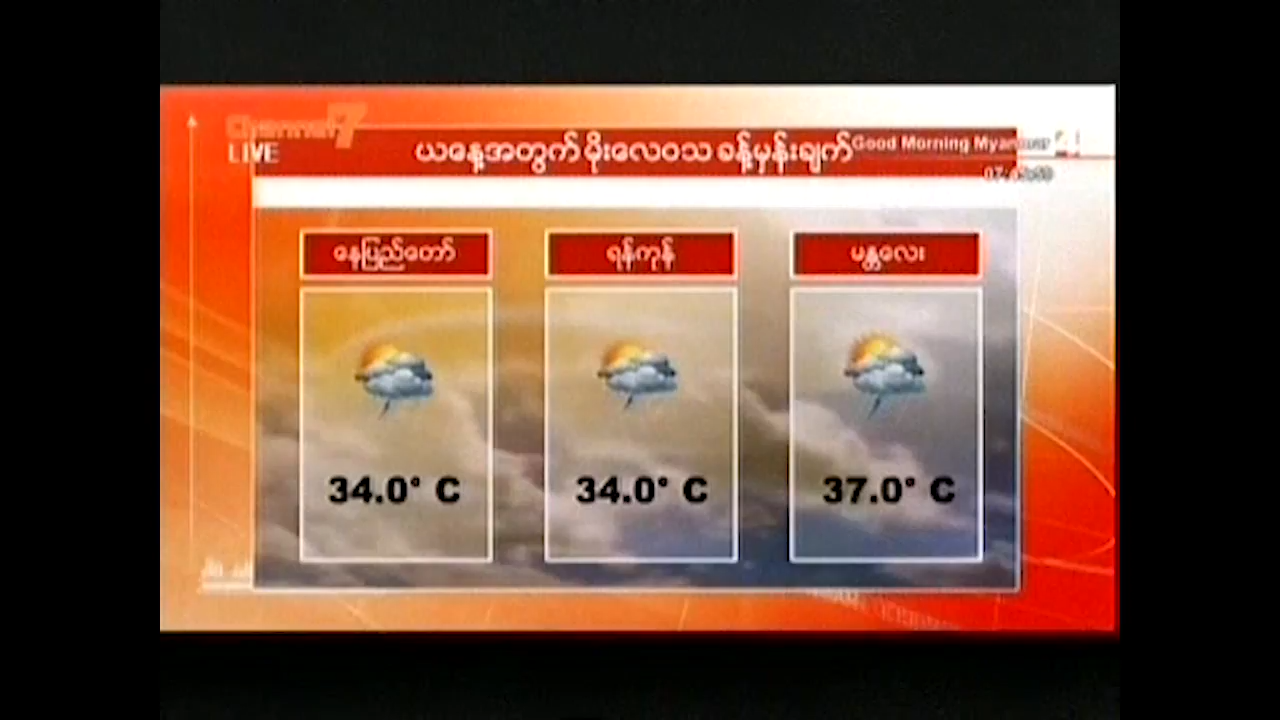 Channel 7
LIVE
ယနေ့အတွက် မိုးလေဝသ ခန့်မှန်းချက်
Good Morning Myanmar
နေပြည်တော်
ရန်ကုန်
မန္တလေး
34.0° C
34.0° C
37.0° C